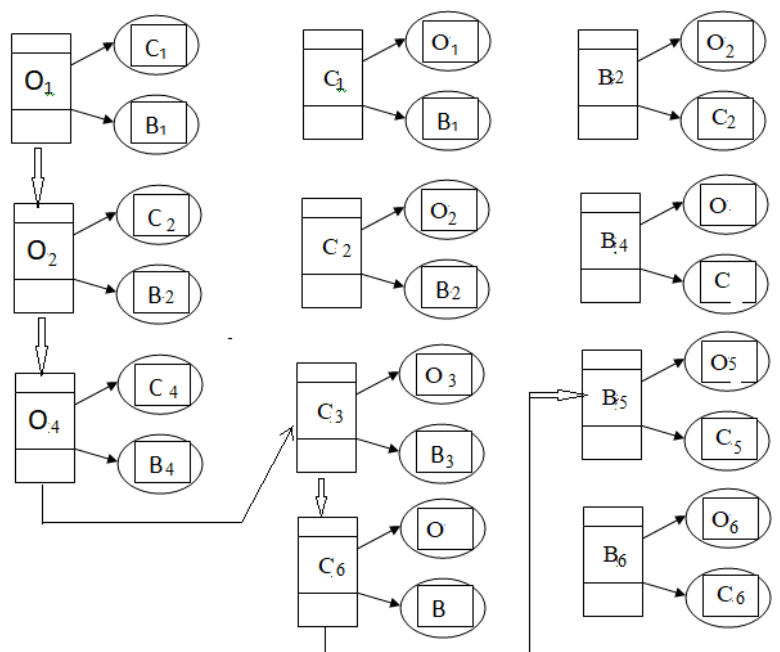 O₁ C₁ B₁
C₁ O₁ B₁
B₂ O₂ C₂
O₂ C₂ B₂
C₂ O₂ B₂
B₄ O C
O₄ C₄ B₄
C₃ O₃ B₃
B₅ O5 C₅
C₆ O B
B₆ O₆ C₆